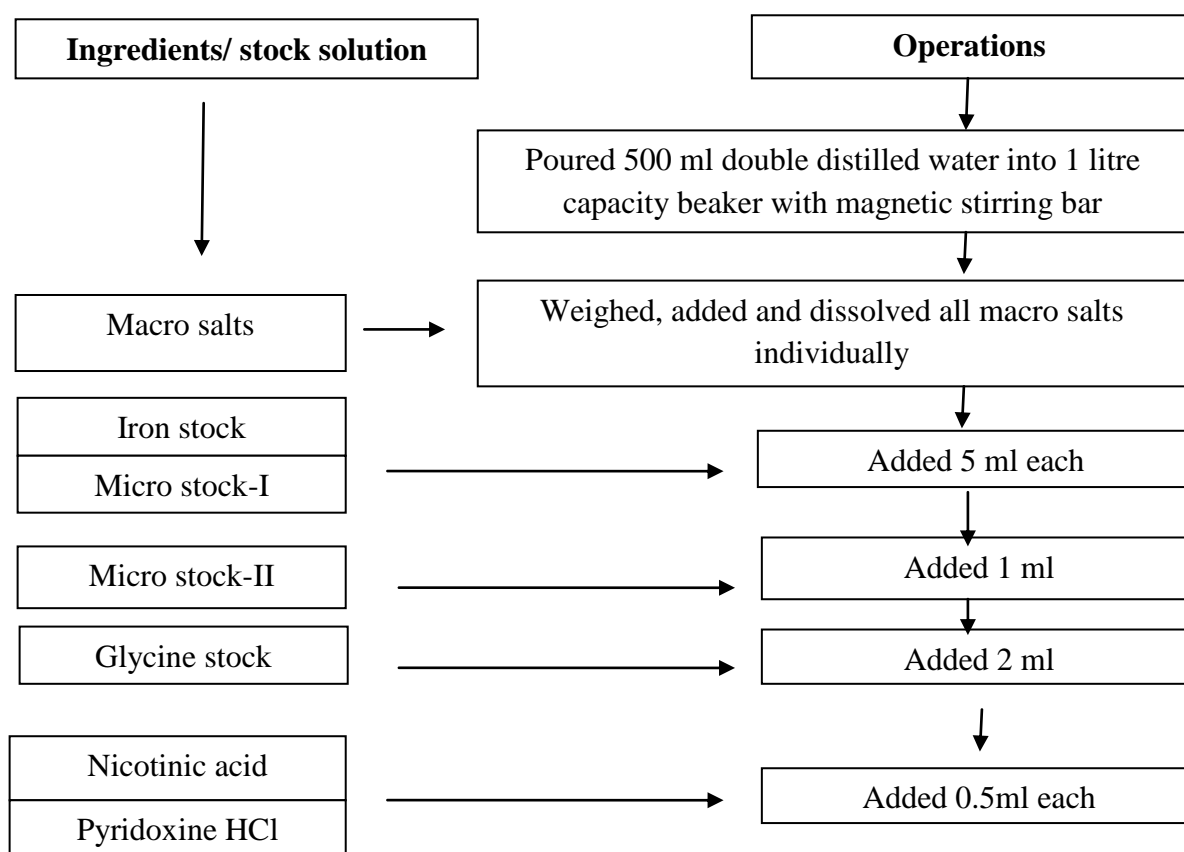 Ingredients/ stock solution
Operations
Poured 500 ml double distilled water into 1 litre
capacity beaker with magnetic stirring bar
Macro salts
Weighed, added and dissolved all macro salts
individually
Iron stock
Micro stock-I
Added 5 ml each
Micro stock-II
Added 1 ml
Glycine stock
Added 2 ml
Nicotinic acid
Pyridoxine HCl
Added 0.5ml each